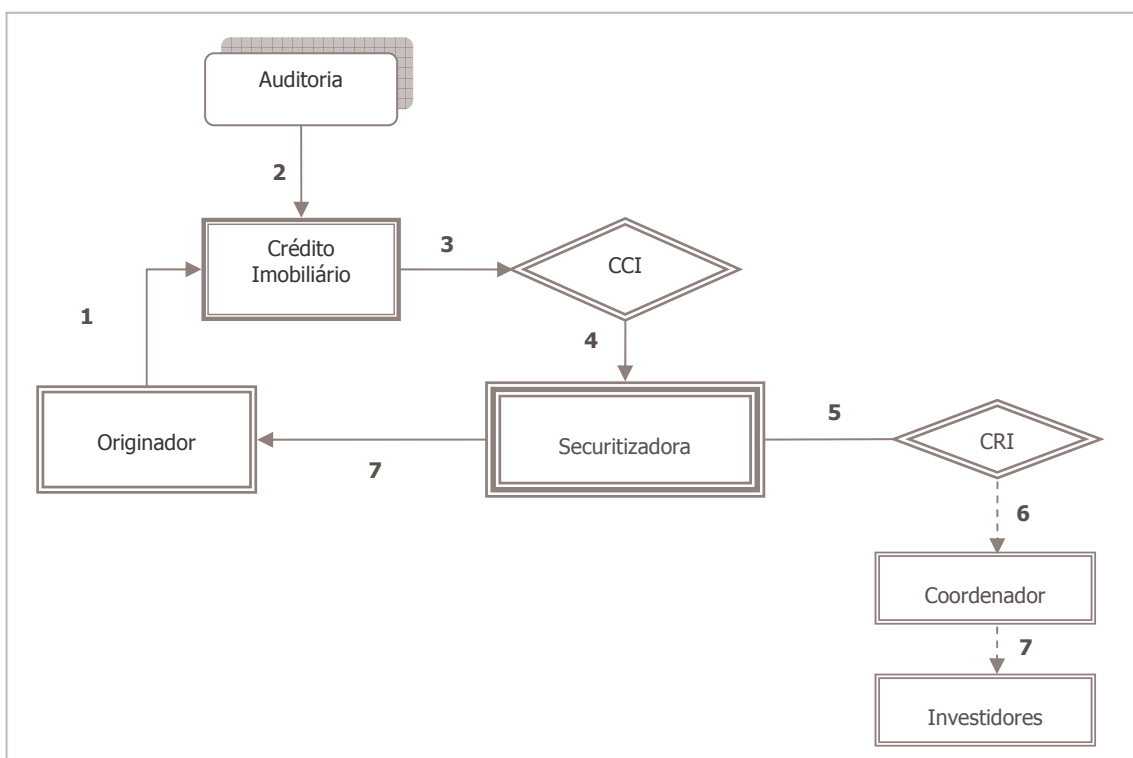 Auditoria
2
Crédito
Imobiliário
3
CCI
1
4
Originador
7
Securitizadora
5
CRI
6
Coordenador
7
Investidores